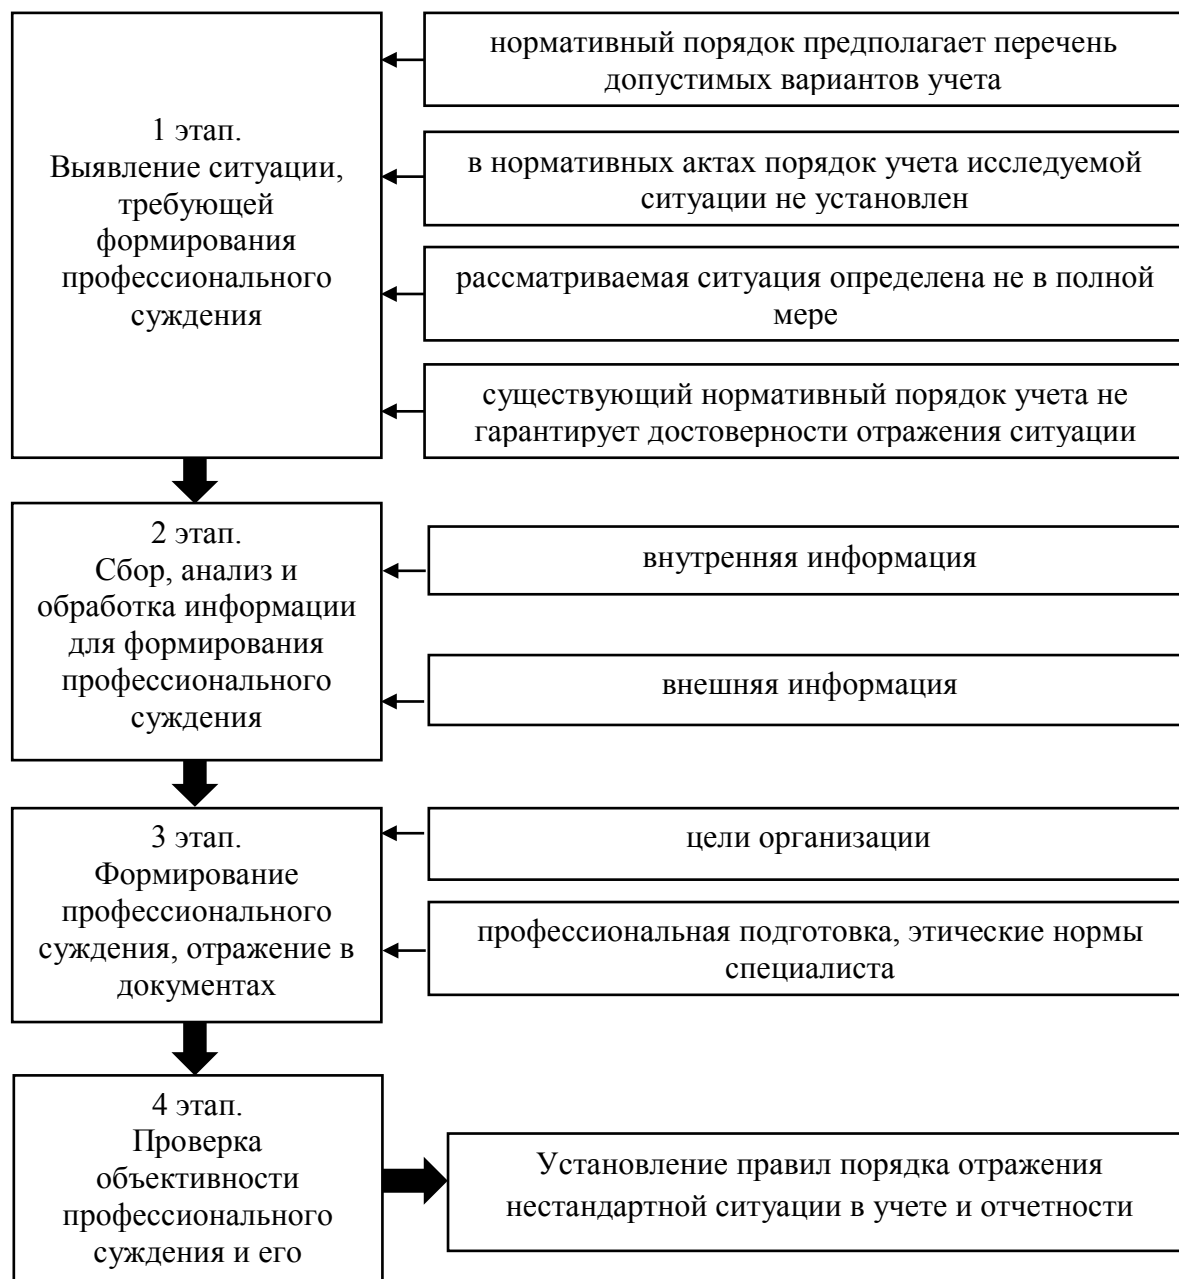 1 этап.
Выявление ситуации,
требующей
формирования
профессионального
суждения
нормативный порядок предполагает перечень
допустимых вариантов учета
в нормативных актах порядок учета исследуемой
ситуации не установлен
рассматриваемая ситуация определена не в полной
мере
существующий нормативный порядок учета не
гарантирует достоверности отражения ситуации
2 этап.
Сбор, анализ и
обработка информации
для формирования
профессионального
суждения
внутренняя информация
внешняя информация
3 этап.
Формирование
профессионального
суждения, отражение в
документах
цели организации
профессиональная подготовка, этические нормы
специалиста
4 этап.
Проверка
объективности
профессионального
суждения и его
Установление правил порядка отражения
нестандартной ситуации в учете и отчетности